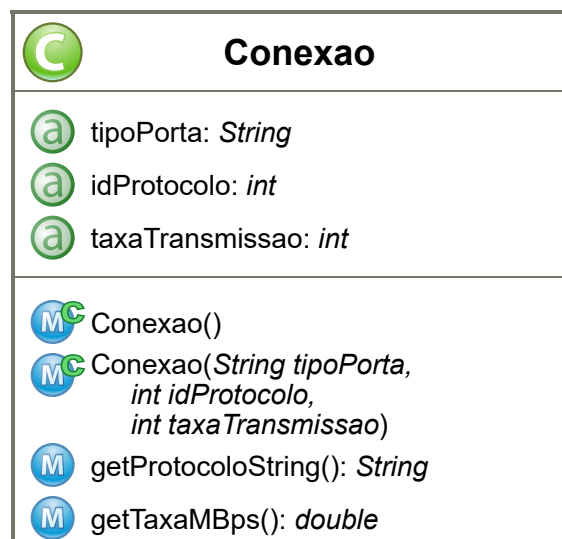 C Conexao
a tipoPorta: String
a idProtocolo: int
a taxaTransmissao: int
MC Conexao()
MC Conexao(String tipoPorta,
int idProtocolo,
int taxaTransmissao)
M getProtocoloString(): String
M getTaxaMBps(): double